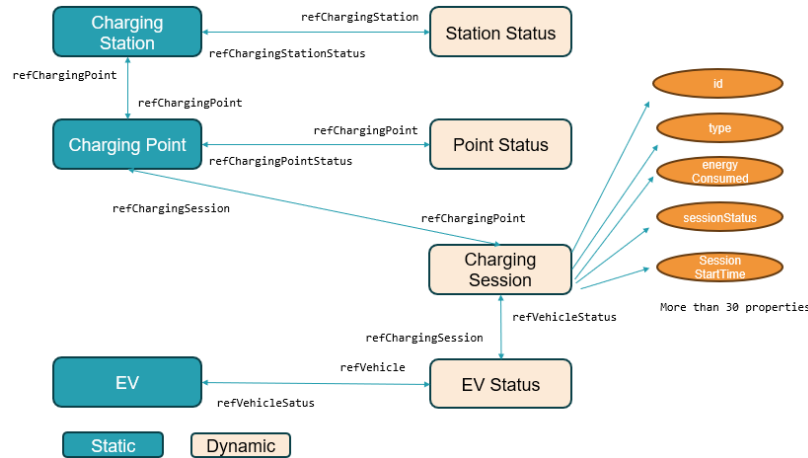 Charging
Station
refChargingStation
Station Status
refChargingStationStatus
refChargingPoint
id
refChargingPoint
type
Charging Point
refChargingPoint
Point Status
refChargingPointStatus
energy
Consumed
refChargingSession
refChargingPoint
sessionStatus
Charging
Session
Session
StartTime
More than 30 properties
refVehicleStatus
refChargingSession
EV
refVehicle
EV Status
refVehicleSatus
Static
Dynamic